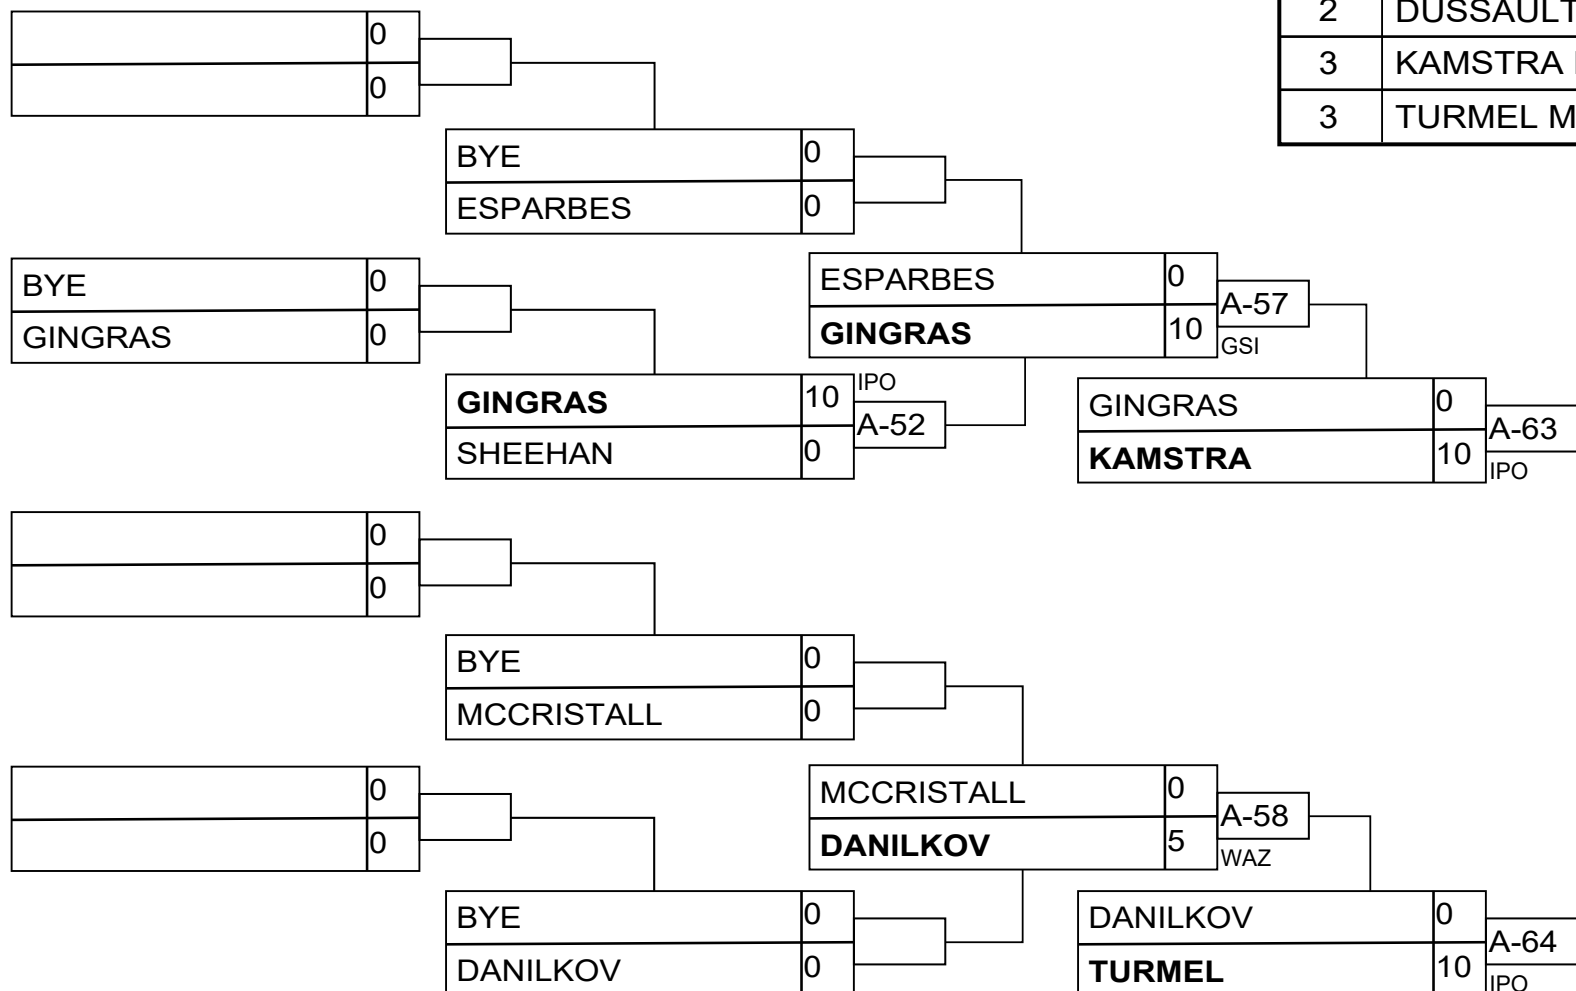 2 DUSSAULT
3 KAMSTRA
3 TURMEL M
0
0
BYE 0
ESPARBES 0
BYE 0
GINGRAS 0
ESPARBES 0
A-57
GINGRAS 10
GSI
GINGRAS 10
IPO
A-52
SHEEHAN 0
GINGRAS 0
A-63
KAMSTRA 10
IPO
0
0
BYE 0
MCCRISTALL 0
0
0
MCCRISTALL 0
A-58
DANILKOV 5
WAZ
BYE 0
DANILKOV 0
DANILKOV 0
A-64
TURMEL 10
IPO